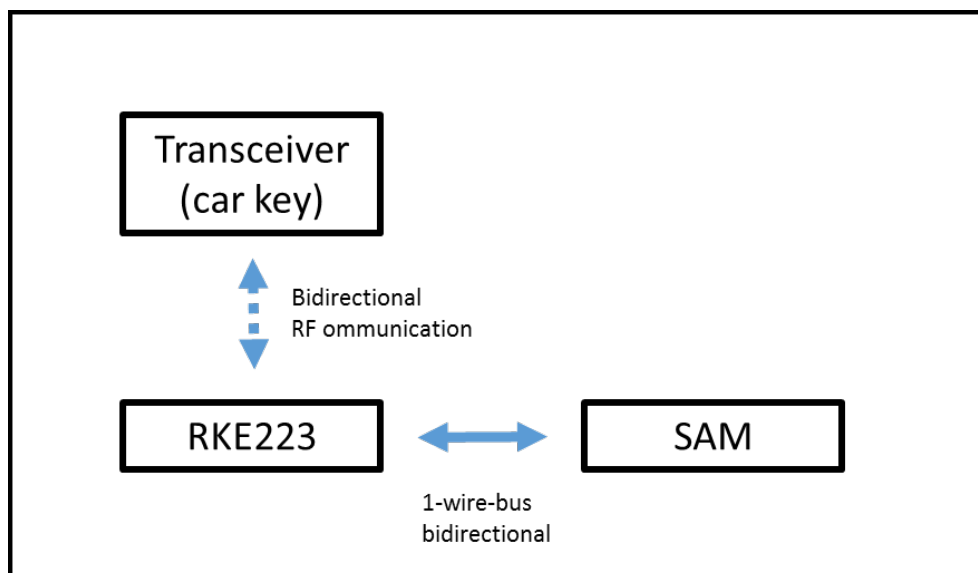 Transceiver
(car key)
Bidirectional
RF ommunication
RKE223
SAM
1-wire-bus
bidirectional